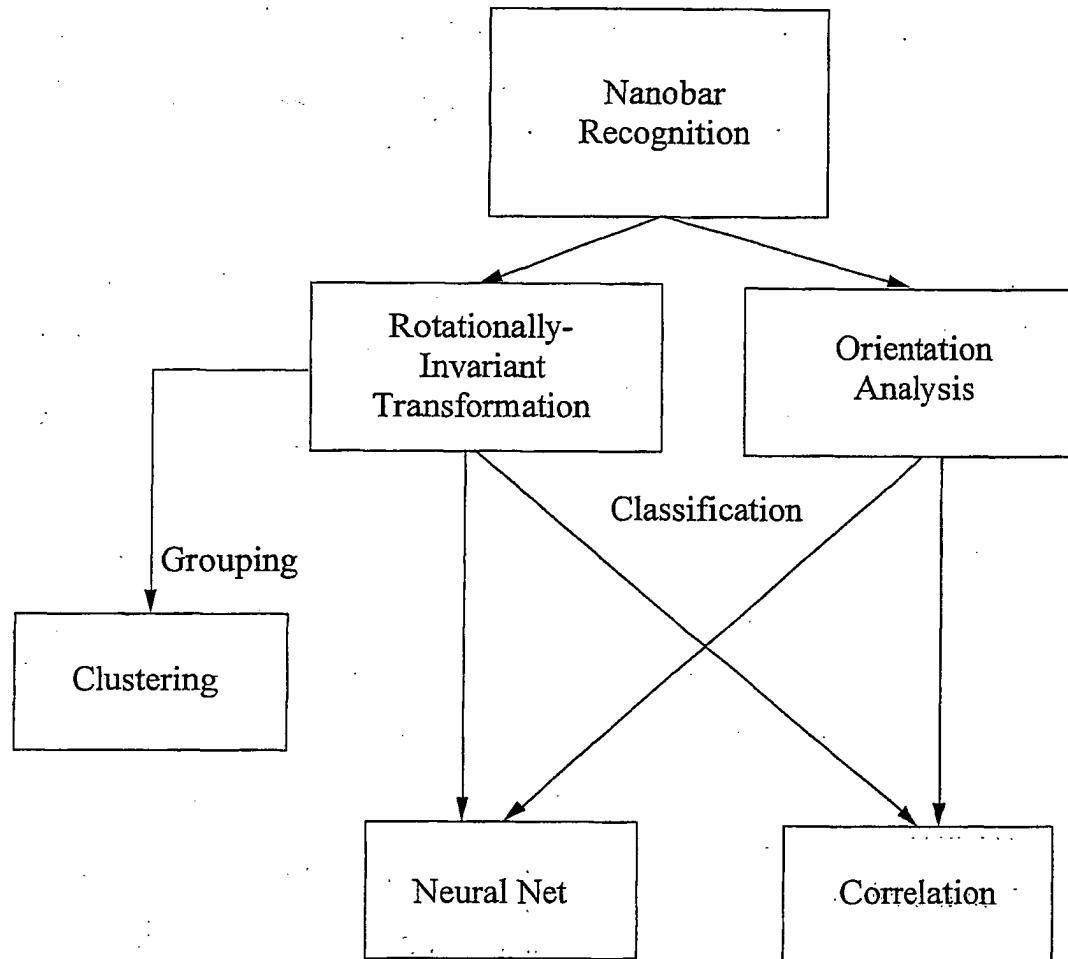 Nanobar
Recognition
Rotationally-
Invariant
Transformation
Orientation
Analysis
Classification
Grouping
Clustering
Neural Net
Correlation